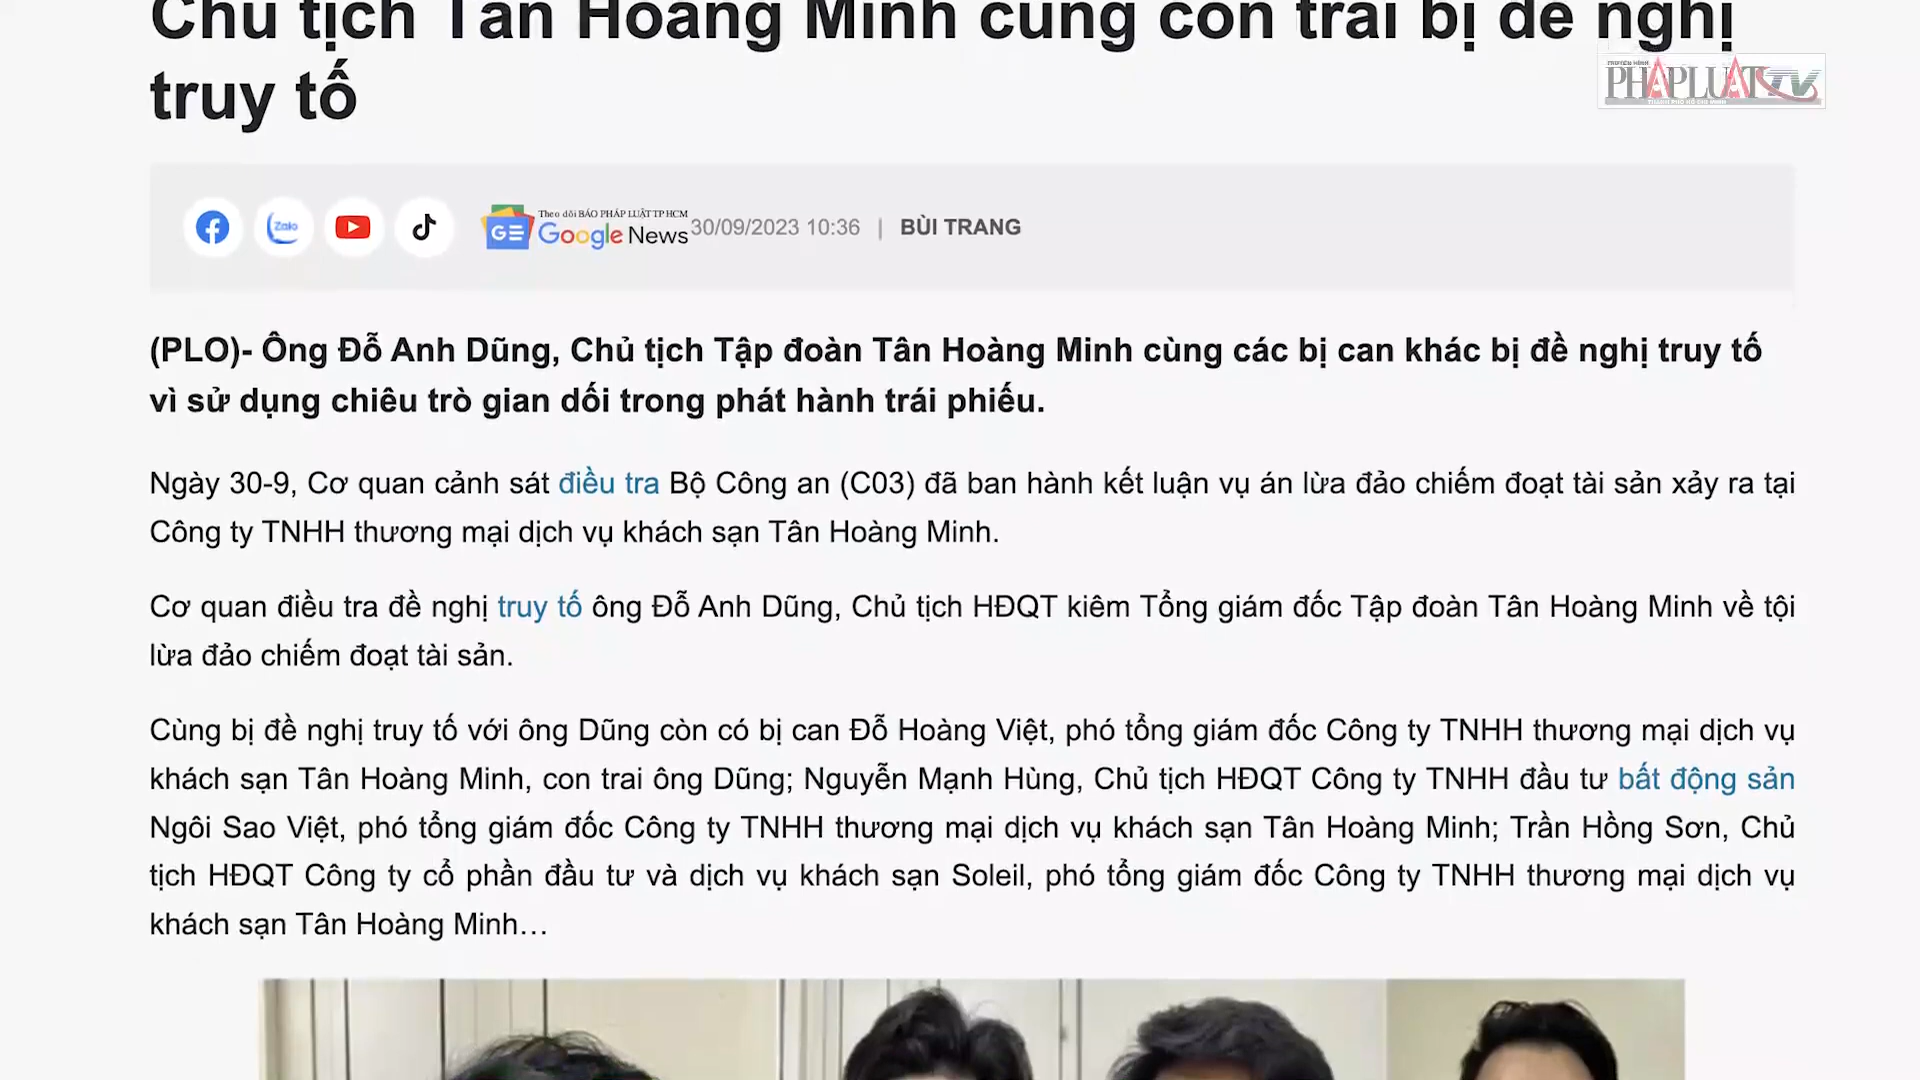 Chủ tịch Tân Hoàng Minh cùng con trai bị đề nghị
truy tố
TRUYỀN HÌNH
PHÁPLUẬTTV
THÀNH PHỐ HỒ CHÍ MINH
Zalo
GE
Theo dõi BÁO PHÁP LUẬT TP HCM
Google News
30/09/2023 10:36 | BÙI TRANG
(PLO)- Ông Đỗ Anh Dũng, Chủ tịch Tập đoàn Tân Hoàng Minh cùng các bị can khác bị đề nghị truy tố
vì sử dụng chiêu trò gian dối trong phát hành trái phiếu.
Ngày 30-9, Cơ quan cảnh sát điều tra Bộ Công an (C03) đã ban hành kết luận vụ án lừa đảo chiếm đoạt tài sản xảy ra tại
Công ty TNHH thương mại dịch vụ khách sạn Tân Hoàng Minh.
Cơ quan điều tra đề nghị truy tố ông Đỗ Anh Dũng, Chủ tịch HĐQT kiêm Tổng giám đốc Tập đoàn Tân Hoàng Minh về tội
lừa đảo chiếm đoạt tài sản.
Cùng bị đề nghị truy tố với ông Dũng còn có bị can Đỗ Hoàng Việt, phó tổng giám đốc Công ty TNHH thương mại dịch vụ
khách sạn Tân Hoàng Minh, con trai ông Dũng; Nguyễn Mạnh Hùng, Chủ tịch HĐQT Công ty TNHH đầu tư bất động sản
Ngôi Sao Việt, phó tổng giám đốc Công ty TNHH thương mại dịch vụ khách sạn Tân Hoàng Minh; Trần Hồng Sơn, Chủ
tịch HĐQT Công ty cổ phần đầu tư và dịch vụ khách sạn Soleil, phó tổng giám đốc Công ty TNHH thương mại dịch vụ
khách sạn Tân Hoàng Minh…